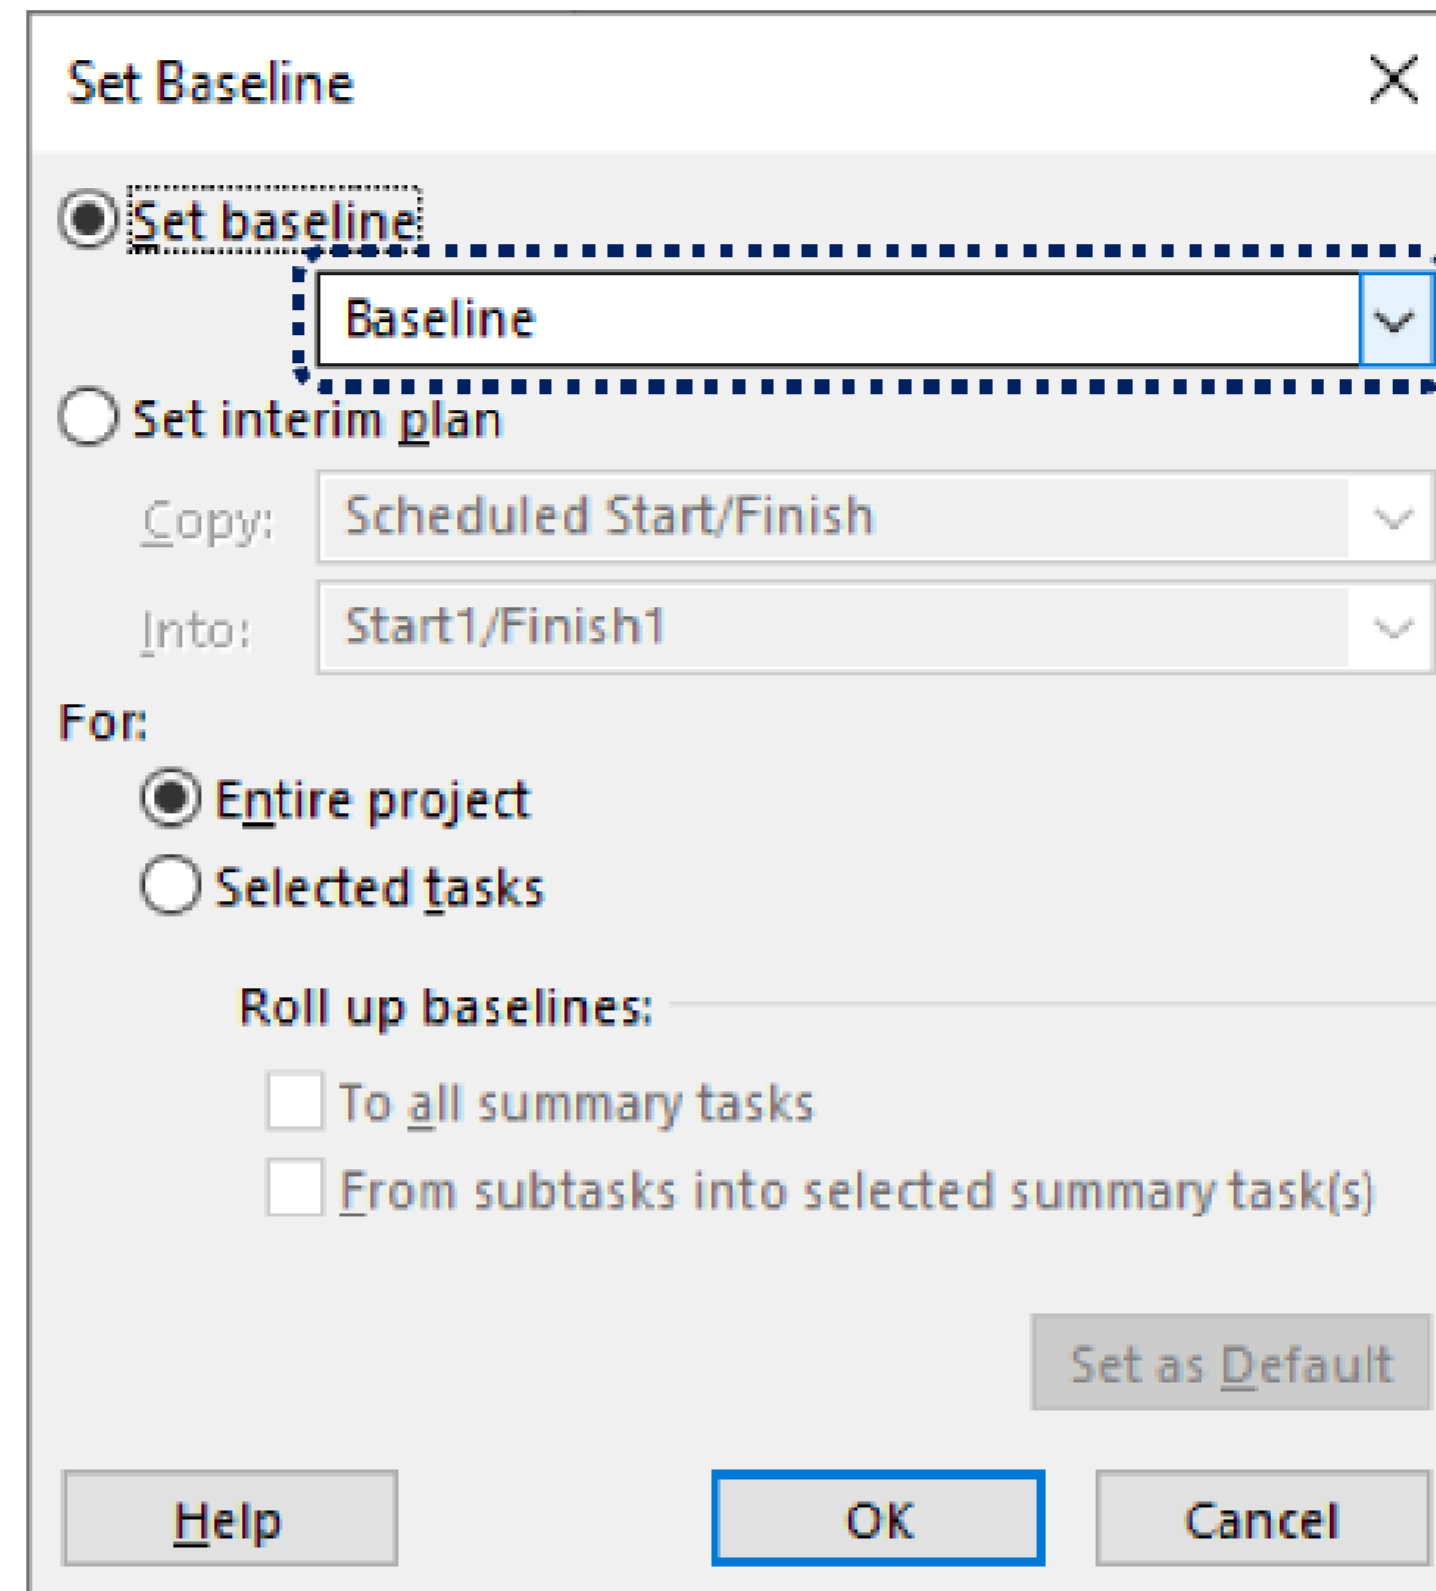 Set Baseline
Set baseline
Baseline
Set interim plan
Copy: Scheduled Start/Finish
Into: Start1/Finish1
For:
Entire project
Selected tasks
Roll up baselines:
To all summary tasks
From subtasks into selected summary task(s)
Set as Default
Help OK Cancel